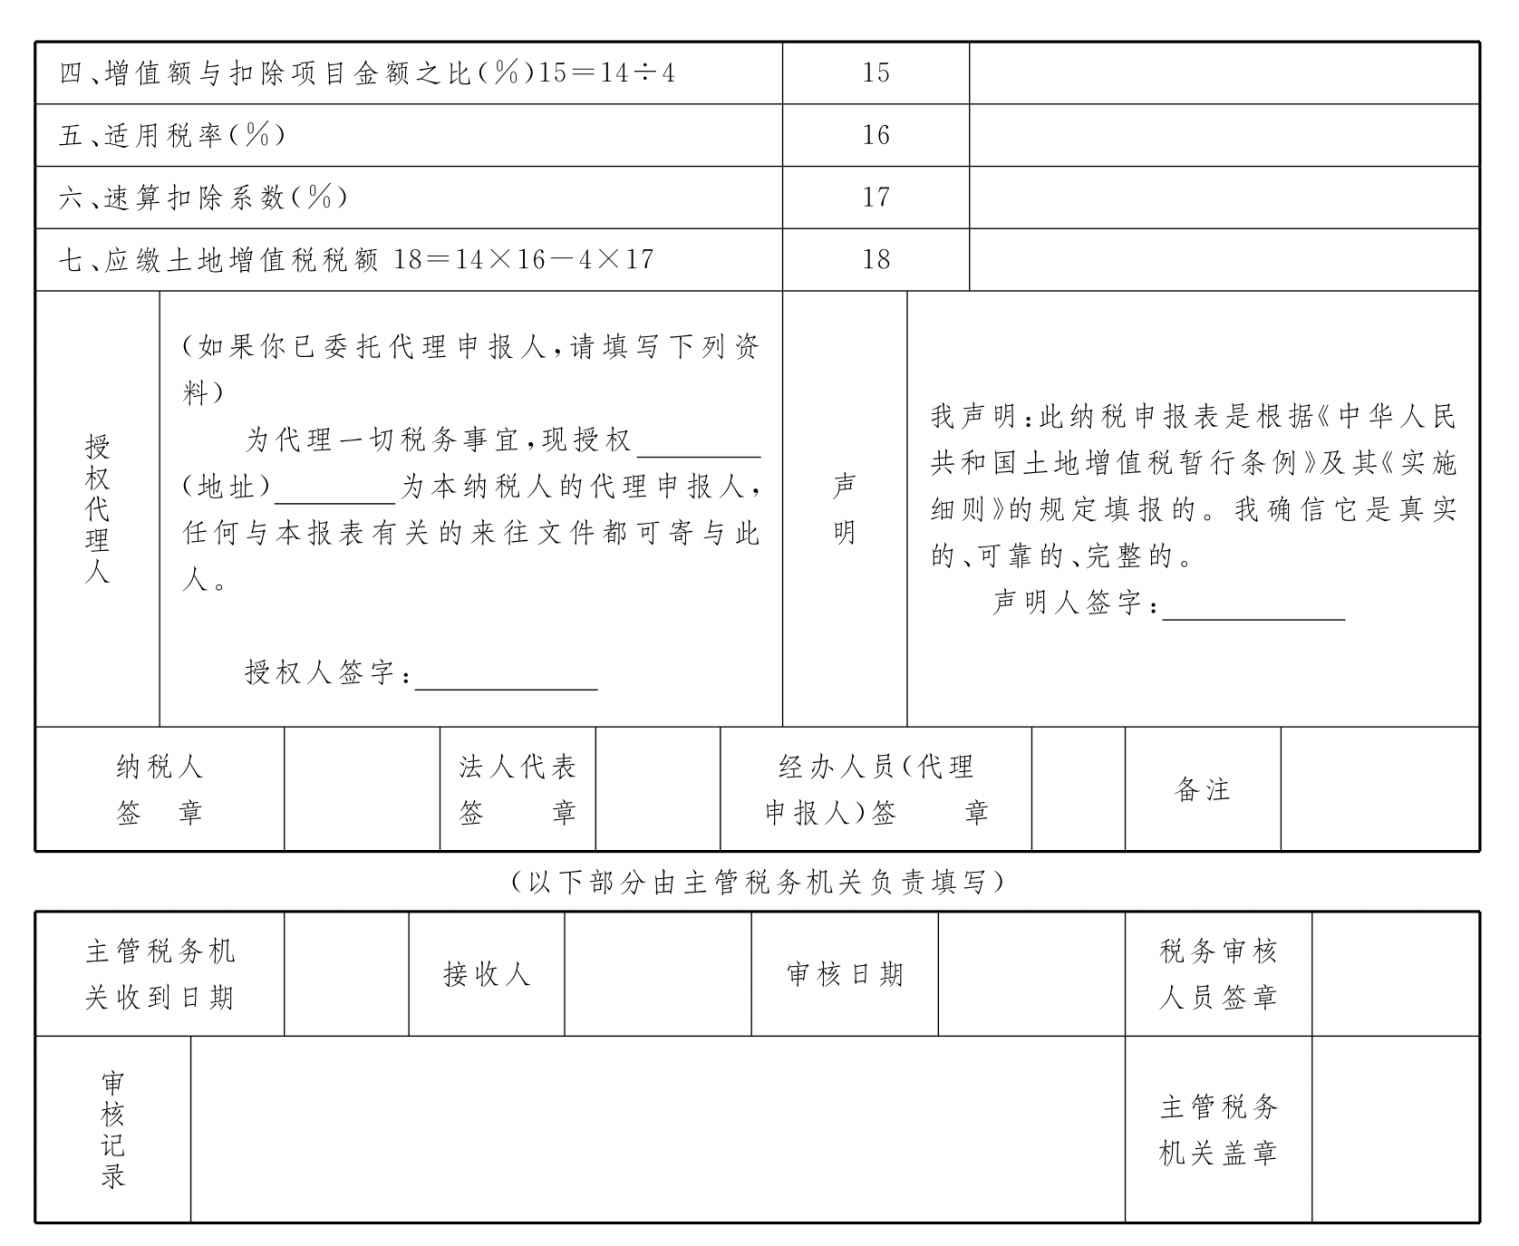 四、增值额与扣除项目金额之比(%)15=14÷4 15
五、适用税率(%) 16
六、速算扣除系数(%) 17
七、应缴土地增值税税额 18=14×16-4×17 18
授权代理人
(如果你已委托代理申报人,请填写下列资
料)
为代理一切税务事宜,现授权
(地址)为本纳税人的代理申报人,
任何与本报表有关的来往文件都可寄与此
人。
授权人签字:
声
明
我声明:此纳税申报表是根据《中华人民
共和国土地增值税暂行条例》及其《实施
细则》的规定填报的。我确信它是真实
的、可靠的、完整的。
声明人签字:
纳税人
签 章
法人代表
签 章
经办人员(代理
申报人)签 章
备注
(以下部分由主管税务机关负责填写)
主管税务机
关收到日期
接收人
审核日期
税务审核
人员签章
审核记录
主管税务
机关盖章